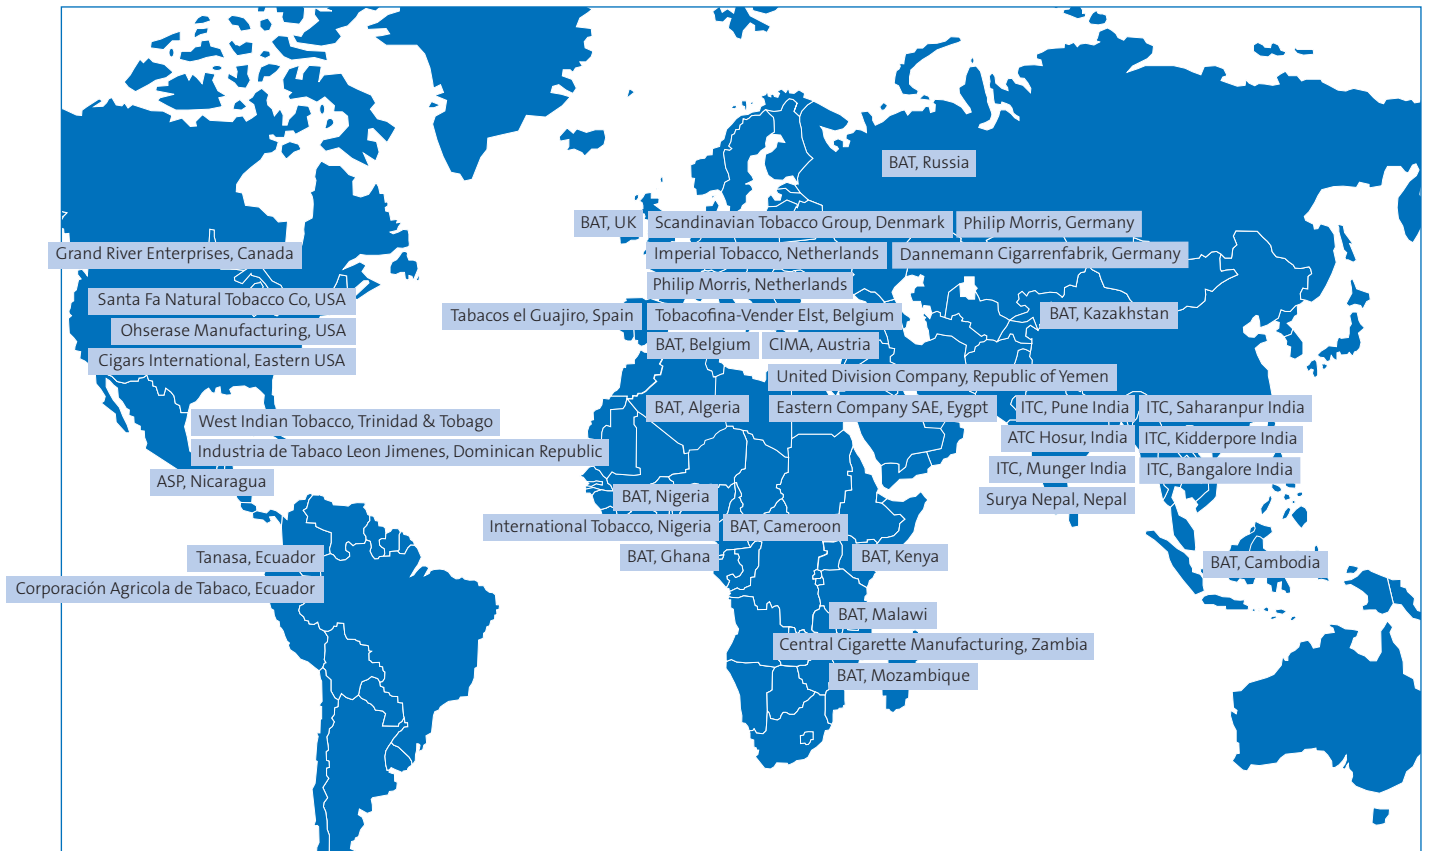 BAT, Russia
BAT, UK
Scandinavian Tobacco Group, Denmark
Philip Morris, Germany
Grand River Enterprises, Canada
Imperial Tobacco, Netherlands
Dannemann Cigarrenfabrik, Germany
Philip Morris, Netherlands
Santa Fa Natural Tobacco Co, USA
Tabacos el Guajiro, Spain
Tobacofina-Vender Elst, Belgium
BAT, Kazakhstan
Ohserase Manufacturing, USA
BAT, Belgium
CIMA, Austria
Cigars International, Eastern USA
United Division Company, Republic of Yemen
BAT, Algeria
Eastern Company SAE, Eygpt
ITC, Pune India
ITC, Saharanpur India
West Indian Tobacco, Trinidad & Tobago
ATC Hosur, India
ITC, Kidderpore India
Industria de Tabaco Leon Jimenes, Dominican Republic
ITC, Munger India
ITC, Bangalore India
ASP, Nicaragua
BAT, Nigeria
Surya Nepal, Nepal
International Tobacco, Nigeria
BAT, Cameroon
Tanasa, Ecuador
BAT, Ghana
BAT, Kenya
BAT, Cambodia
Corporación Agricola de Tabaco, Ecuador
BAT, Malawi
Central Cigarette Manufacturing, Zambia
BAT, Mozambique